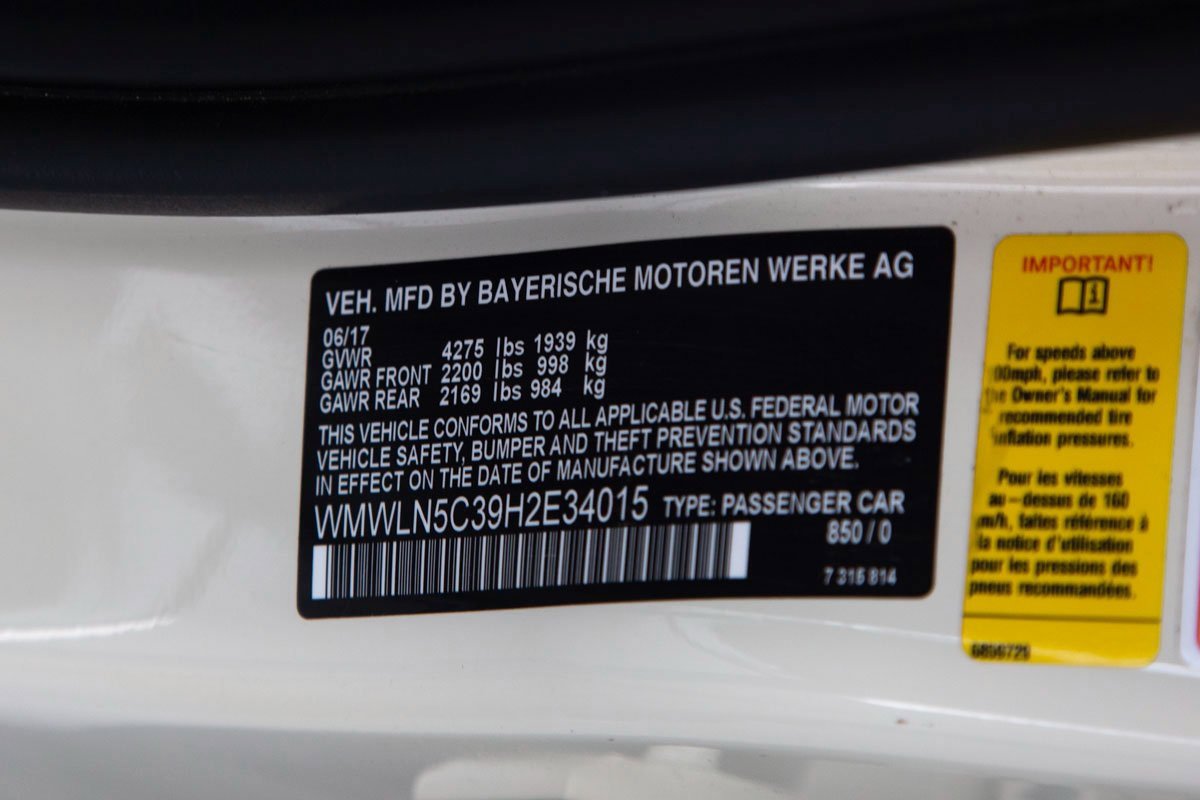 VEH. MFD BY BAYERISCHE MOTOREN WERKE AG
06/17
GVWR 4275 lbs 1939 kg
GAWR FRONT 2200 lbs 998 kg
GAWR REAR 2169 lbs 984 kg
THIS VEHICLE CONFORMS TO ALL APPLICABLE U.S. FEDERAL MOTOR
VEHICLE SAFETY, BUMPER AND THEFT PREVENTION STANDARDS
IN EFFECT ON THE DATE OF MANUFACTURE SHOWN ABOVE.
WMWLN5C39H2E34015 TYPE: PASSENGER CAR
850 / 0
7 315 814
IMPORTANT!
For speeds above
please refer to
Owner's Manual for
recommended tire
inflation pressures.
Pour les vitesses
au-dessus de 160
km/h, faites référence à
la notice d'utilisation
pour les pressions des
pneus recommandées.